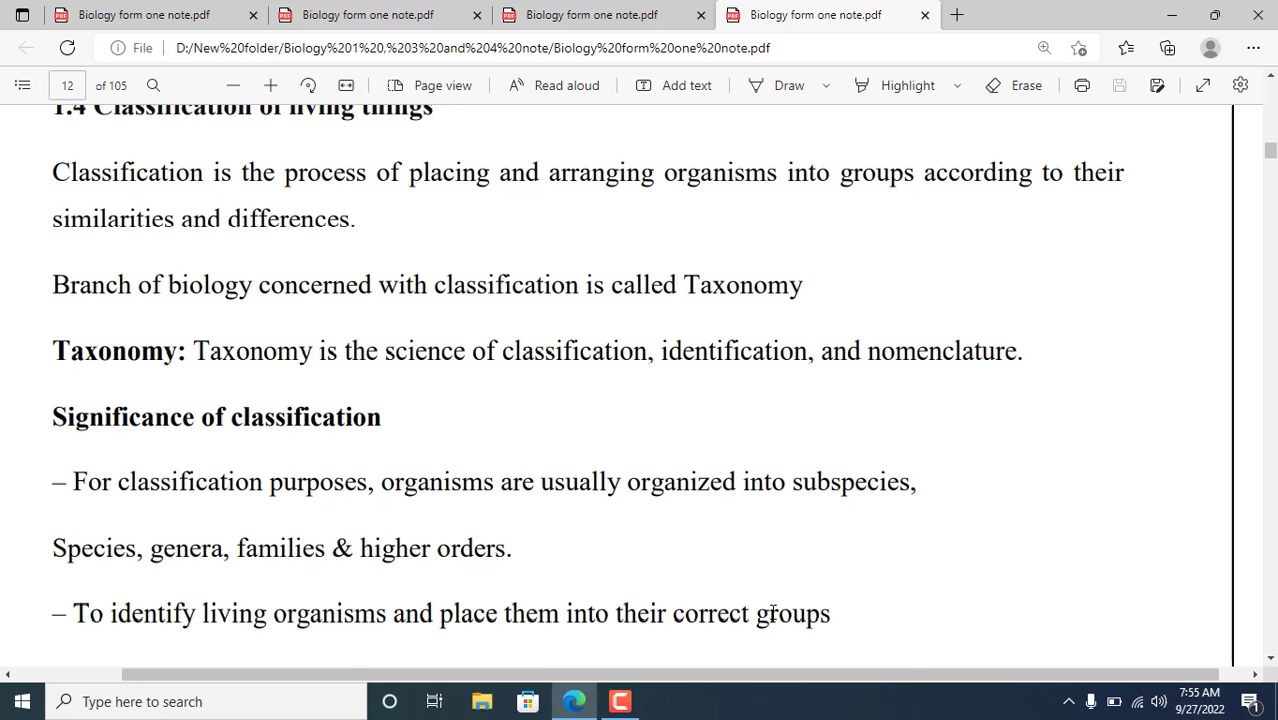 Biology form one note.pdf Biology form one note.pdf Biology form one note.pdf Biology form one note.pdf
File D:/New%20folder/Biology%201%20,%203%20and%204%20note/Biology%20form%20one%20note.pdf
12 of 105 Page view Read aloud Add text Draw Highlight Erase
1.4 Classification of living things
Classification is the process of placing and arranging organisms into groups according to their
similarities and differences.
Branch of biology concerned with classification is called Taxonomy
Taxonomy: Taxonomy is the science of classification, identification, and nomenclature.
Significance of classification
– For classification purposes, organisms are usually organized into subspecies,
Species, genera, families & higher orders.
– To identify living organisms and place them into their correct groups
Type here to search
7:55 AM
9/27/2022